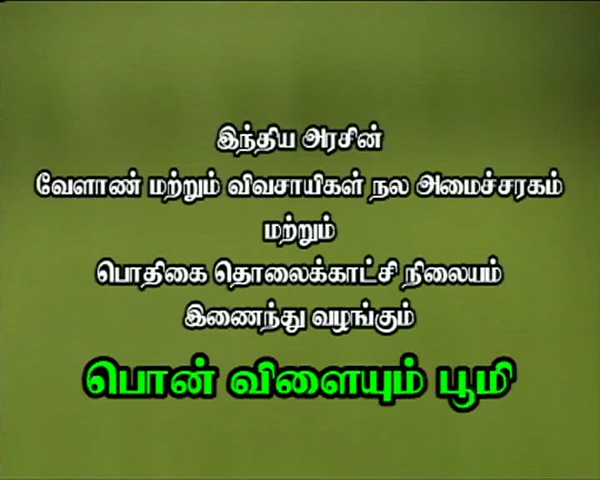 இந்திய அரசின்
வேளாண் மற்றும் விவசாயிகள் நல அமைச்சரகம்
மற்றும்
பொதிகை தொலைக்காட்சி நிலையம்
இணைந்து வழங்கும்
பொன் விளையும் பூமி